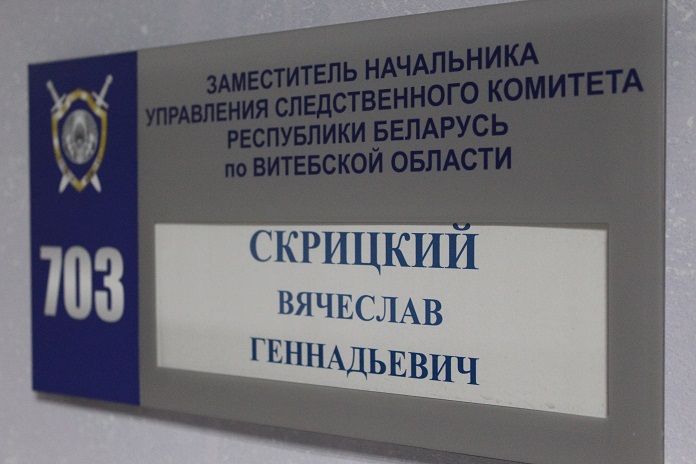 ЗАМЕСТИТЕЛЬ НАЧАЛЬНИКА
УПРАВЛЕНИЯ СЛЕДСТВЕННОГО КОМИТЕТА
РЕСПУБЛИКИ БЕЛАРУСЬ
по ВИТЕБСКОЙ ОБЛАСТИ
703
СКРИЦКИЙ
ВЯЧЕСЛАВ
ГЕННАДЬЕВИЧ